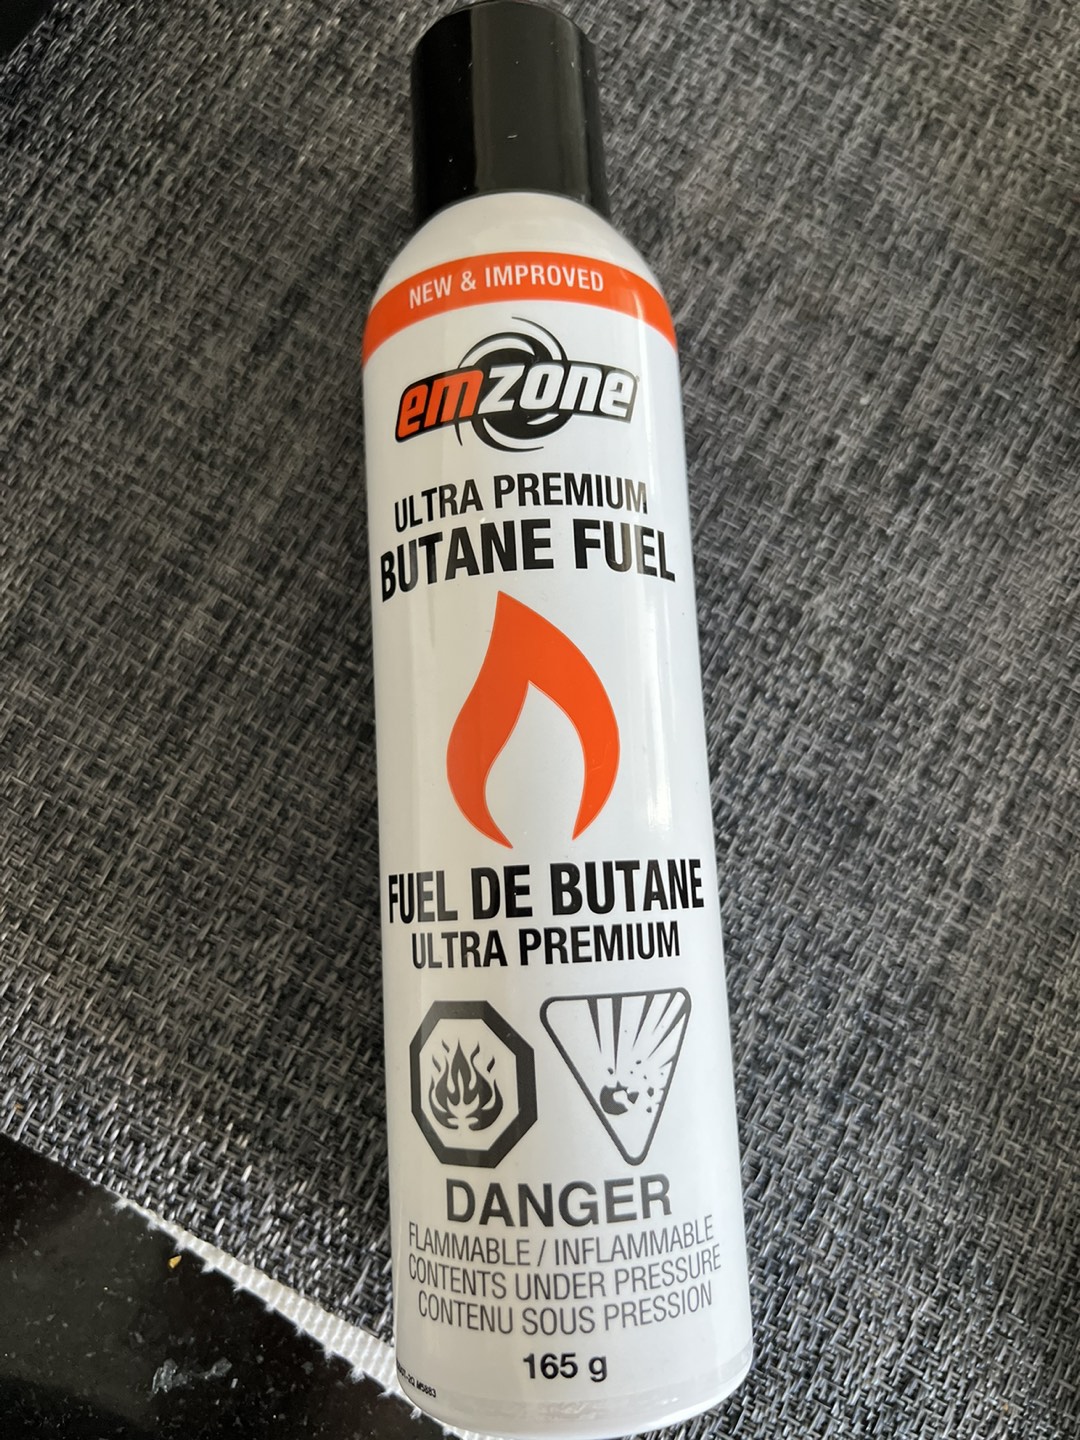 NEW & IMPROVED
emzone
ULTRA PREMIUM
BUTANE FUEL
FUEL DE BUTANE
ULTRA PREMIUM
DANGER
FLAMMABLE / INFLAMMABLE
CONTENTS UNDER PRESSURE
CONTENU SOUS PRESSION
165 g